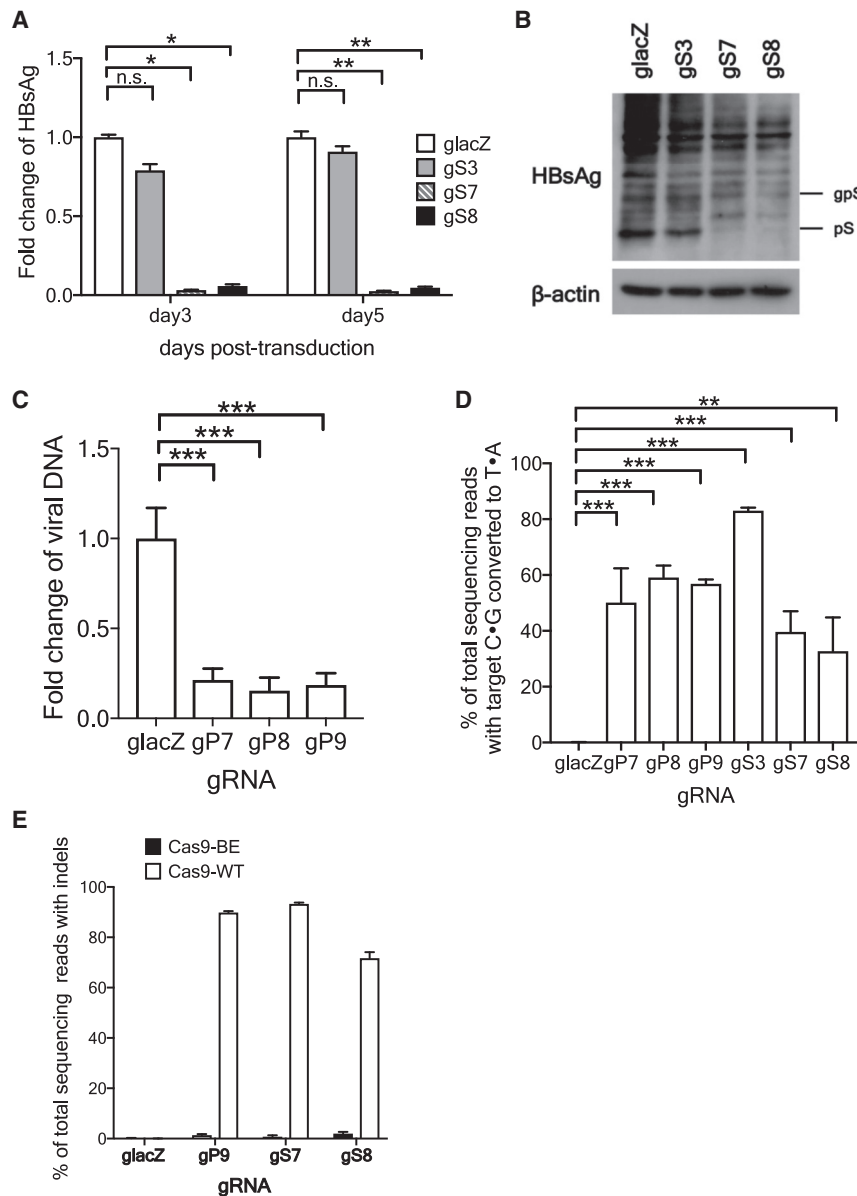 A
Fold change of HBsAg
1.5
1.0
0.5
0.0
*
*
n.s.
**
**
n.s.
day3
day5
days post-transduction
glacZ
gS3
gS7
gS8
B
glacZ
gS3
gS7
gS8
HBsAg
gpS
pS
β-actin
C
Fold change of viral DNA
1.5
1.0
0.5
0.0
***
***
***
glacZ
gP7
gP8
gP9
gRNA
D
% of total sequencing reads
with target C•G converted to T•A
100
80
60
40
20
0
**
***
***
***
***
***
glacZ
gP7
gP8
gP9
gS3
gS7
gS8
gRNA
E
Cas9-BE
Cas9-WT
% of total sequencing reads with indels
100
80
60
40
20
0
glacZ
gP9
gS7
gS8
gRNA